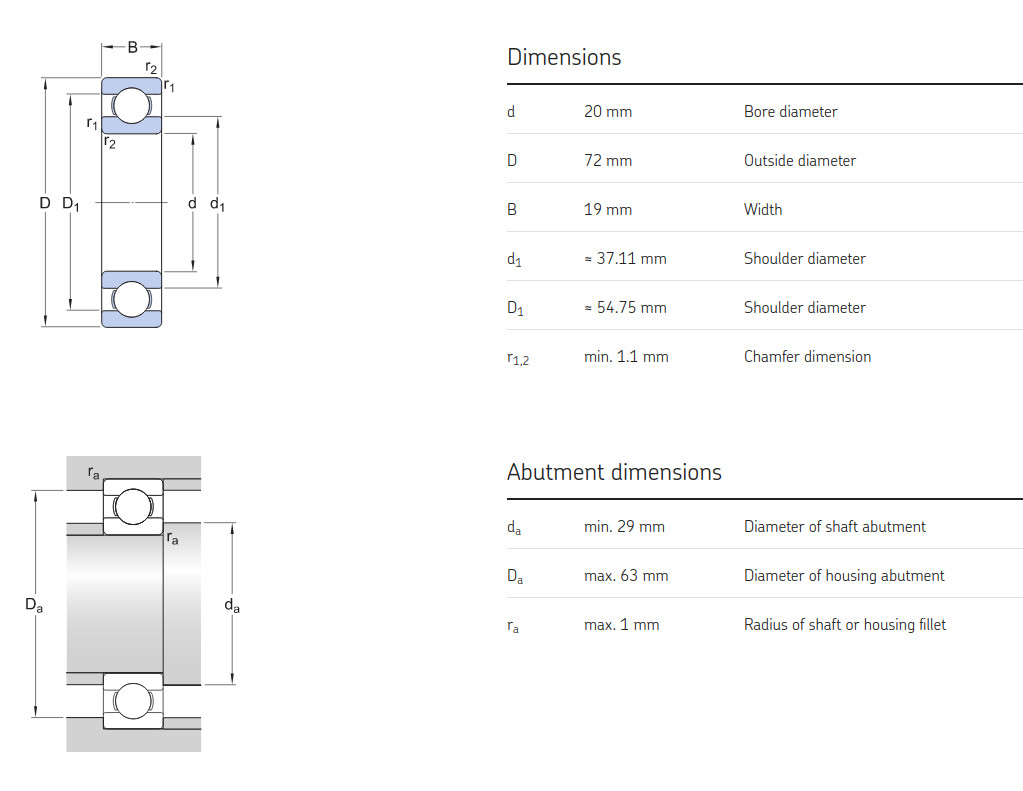 B
r2
r1
r1
r2
D D1 d d1
Dimensions
d 20 mm Bore diameter
D 72 mm Outside diameter
B 19 mm Width
d1 ≈ 37.11 mm Shoulder diameter
D1 ≈ 54.75 mm Shoulder diameter
r1,2 min. 1.1 mm Chamfer dimension
ra
ra
Da da
Abutment dimensions
da min. 29 mm Diameter of shaft abutment
Da max. 63 mm Diameter of housing abutment
ra max. 1 mm Radius of shaft or housing fillet